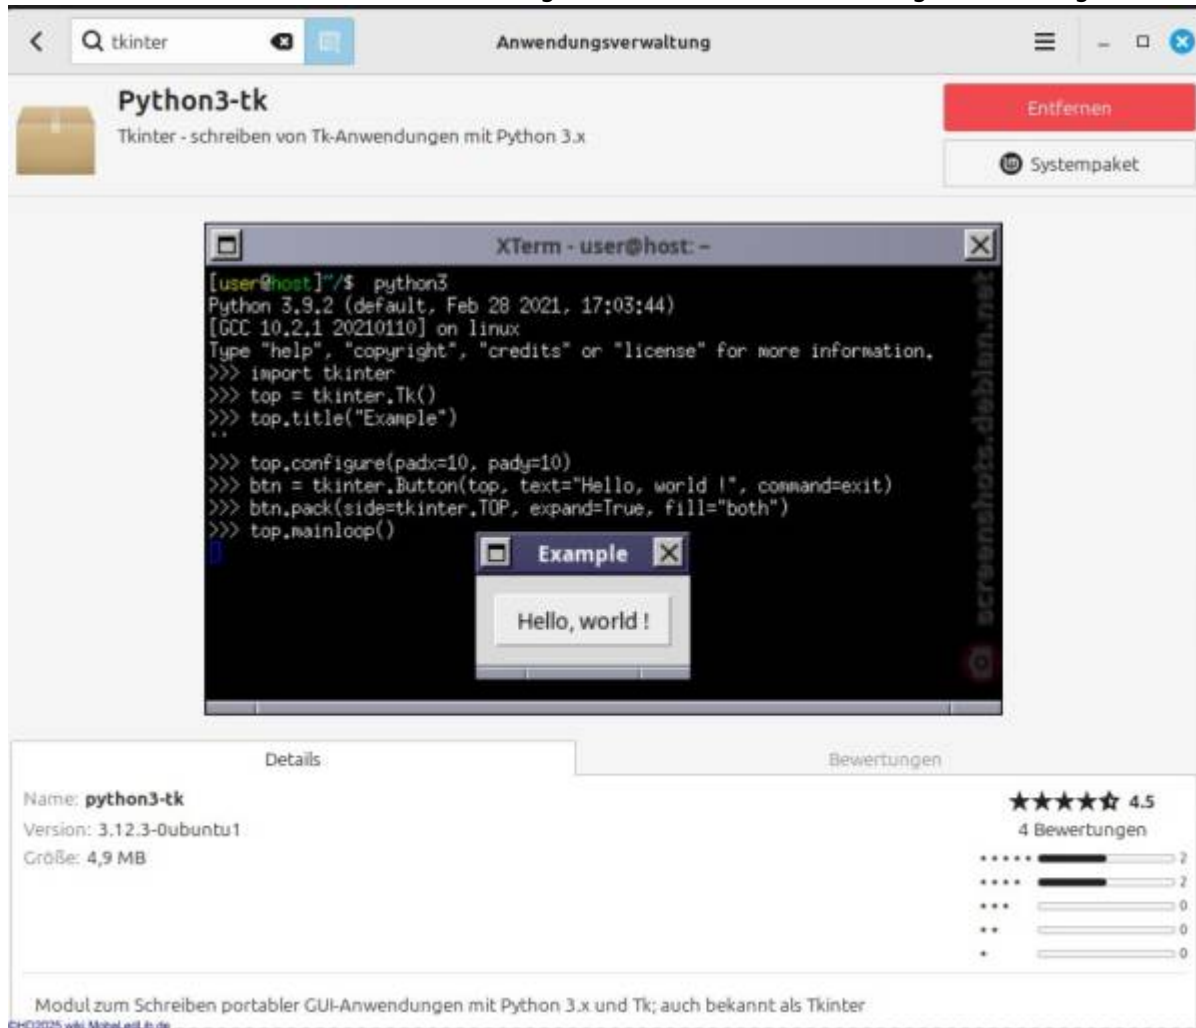 tkinter
Anwendungsverwaltung
Python3-tk
Tkinter - schreiben von Tk-Anwendungen mit Python 3.x
Entfernen
Systempaket
XTerm - user@host: ~
[user@host]~/$ python3
Python 3.9.2 (default, Feb 28 2021, 17:03:44)
[GCC 10.2.1 20210110] on linux
Type "help", "copyright", "credits" or "license" for more information.
>>> import tkinter
>>> top = tkinter.Tk()
>>> top.title("Example")
''
>>> top.configure(padx=10, pady=10)
>>> btn = tkinter.Button(top, text="Hello, world !", command=exit)
>>> btn.pack(side=tkinter.TOP, expand=True, fill="both")
>>> top.mainloop()
Example
Hello, world !
screenshots.debian.net
Details
Bewertungen
Name: python3-tk
Version: 3.12.3-0ubuntu1
Größe: 4,9 MB
4.5
4 Bewertungen
2
2
0
0
0
Modul zum Schreiben portabler GUI-Anwendungen mit Python 3.x und Tk; auch bekannt als Tkinter